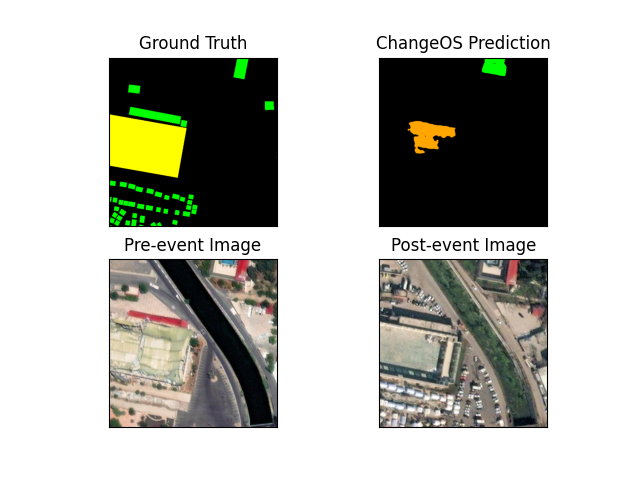 Ground Truth
ChangeOS Prediction
Pre-event Image
Post-event Image